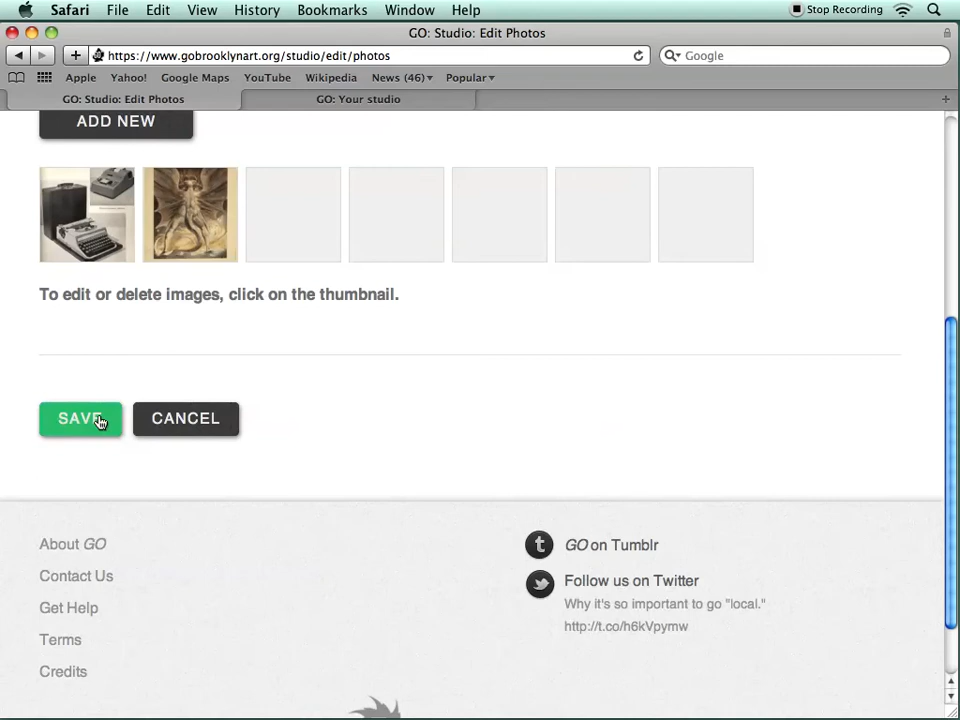 Safari File Edit View History Bookmarks Window Help Stop Recording
GO: Studio: Edit Photos
https://www.gobrooklynart.org/studio/edit/photos Google
Apple Yahoo! Google Maps YouTube Wikipedia News (46) Popular
GO: Studio: Edit Photos GO: Your studio
ADD NEW
To edit or delete images, click on the thumbnail.
SAVE CANCEL
About GO
Contact Us
Get Help
Terms
Credits
t GO on Tumblr
Follow us on Twitter
Why it's so important to go "local."
http://t.co/h6kVpymw